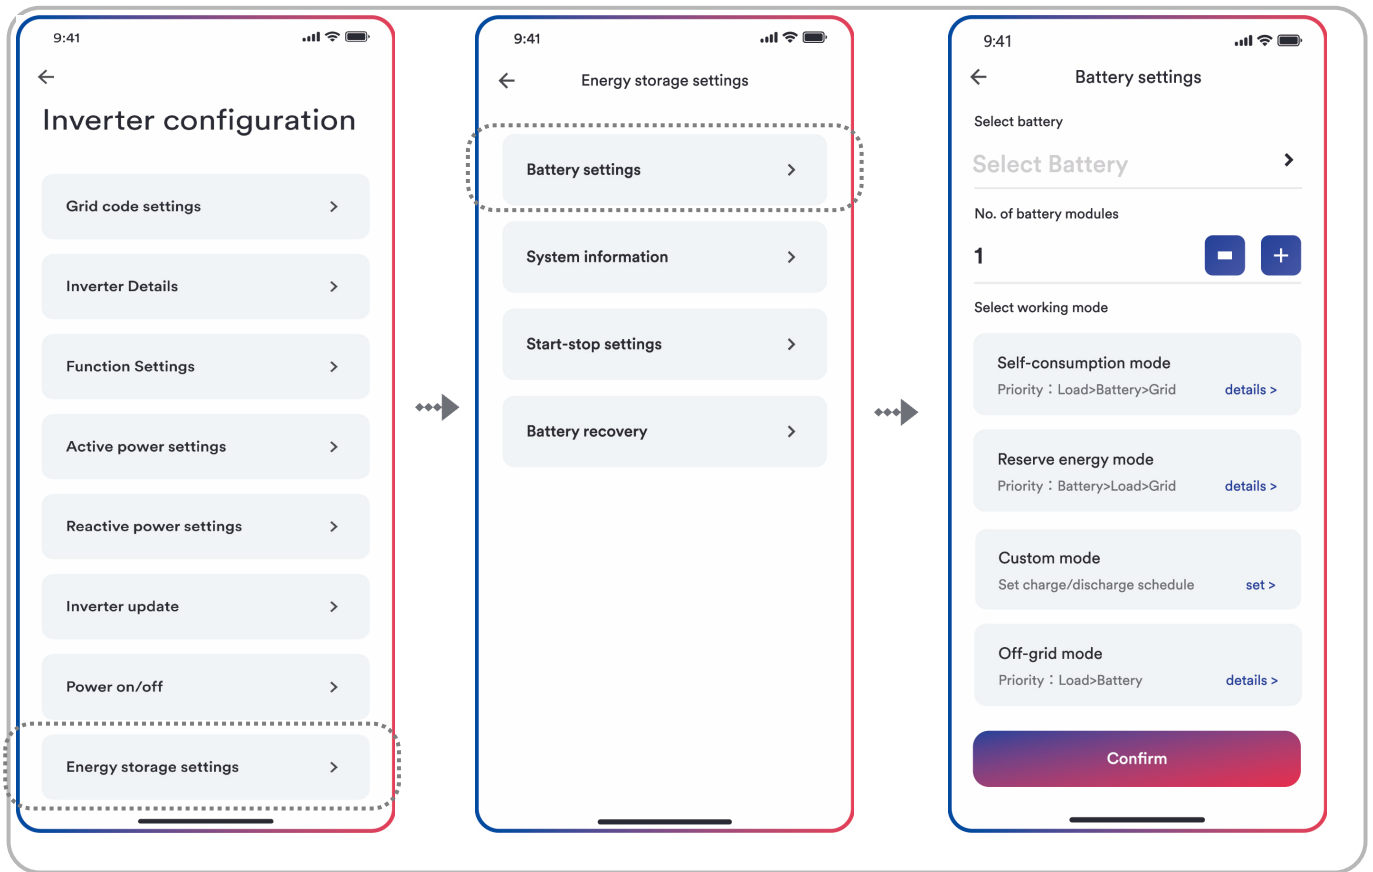 9:41
Inverter configuration
Grid code settings
Inverter Details
Function Settings
Active power settings
Reactive power settings
Inverter update
Power on/off
Energy storage settings
9:41
Energy storage settings
Battery settings
System information
Start-stop settings
Battery recovery
9:41
Battery settings
Select battery
Select Battery
No. of battery modules
1
Select working mode
Self-consumption mode
Priority：Load>Battery>Grid details >
Reserve energy mode
Priority：Battery>Load>Grid details >
Custom mode
Set charge/discharge schedule set >
Off-grid mode
Priority：Load>Battery details >
Confirm